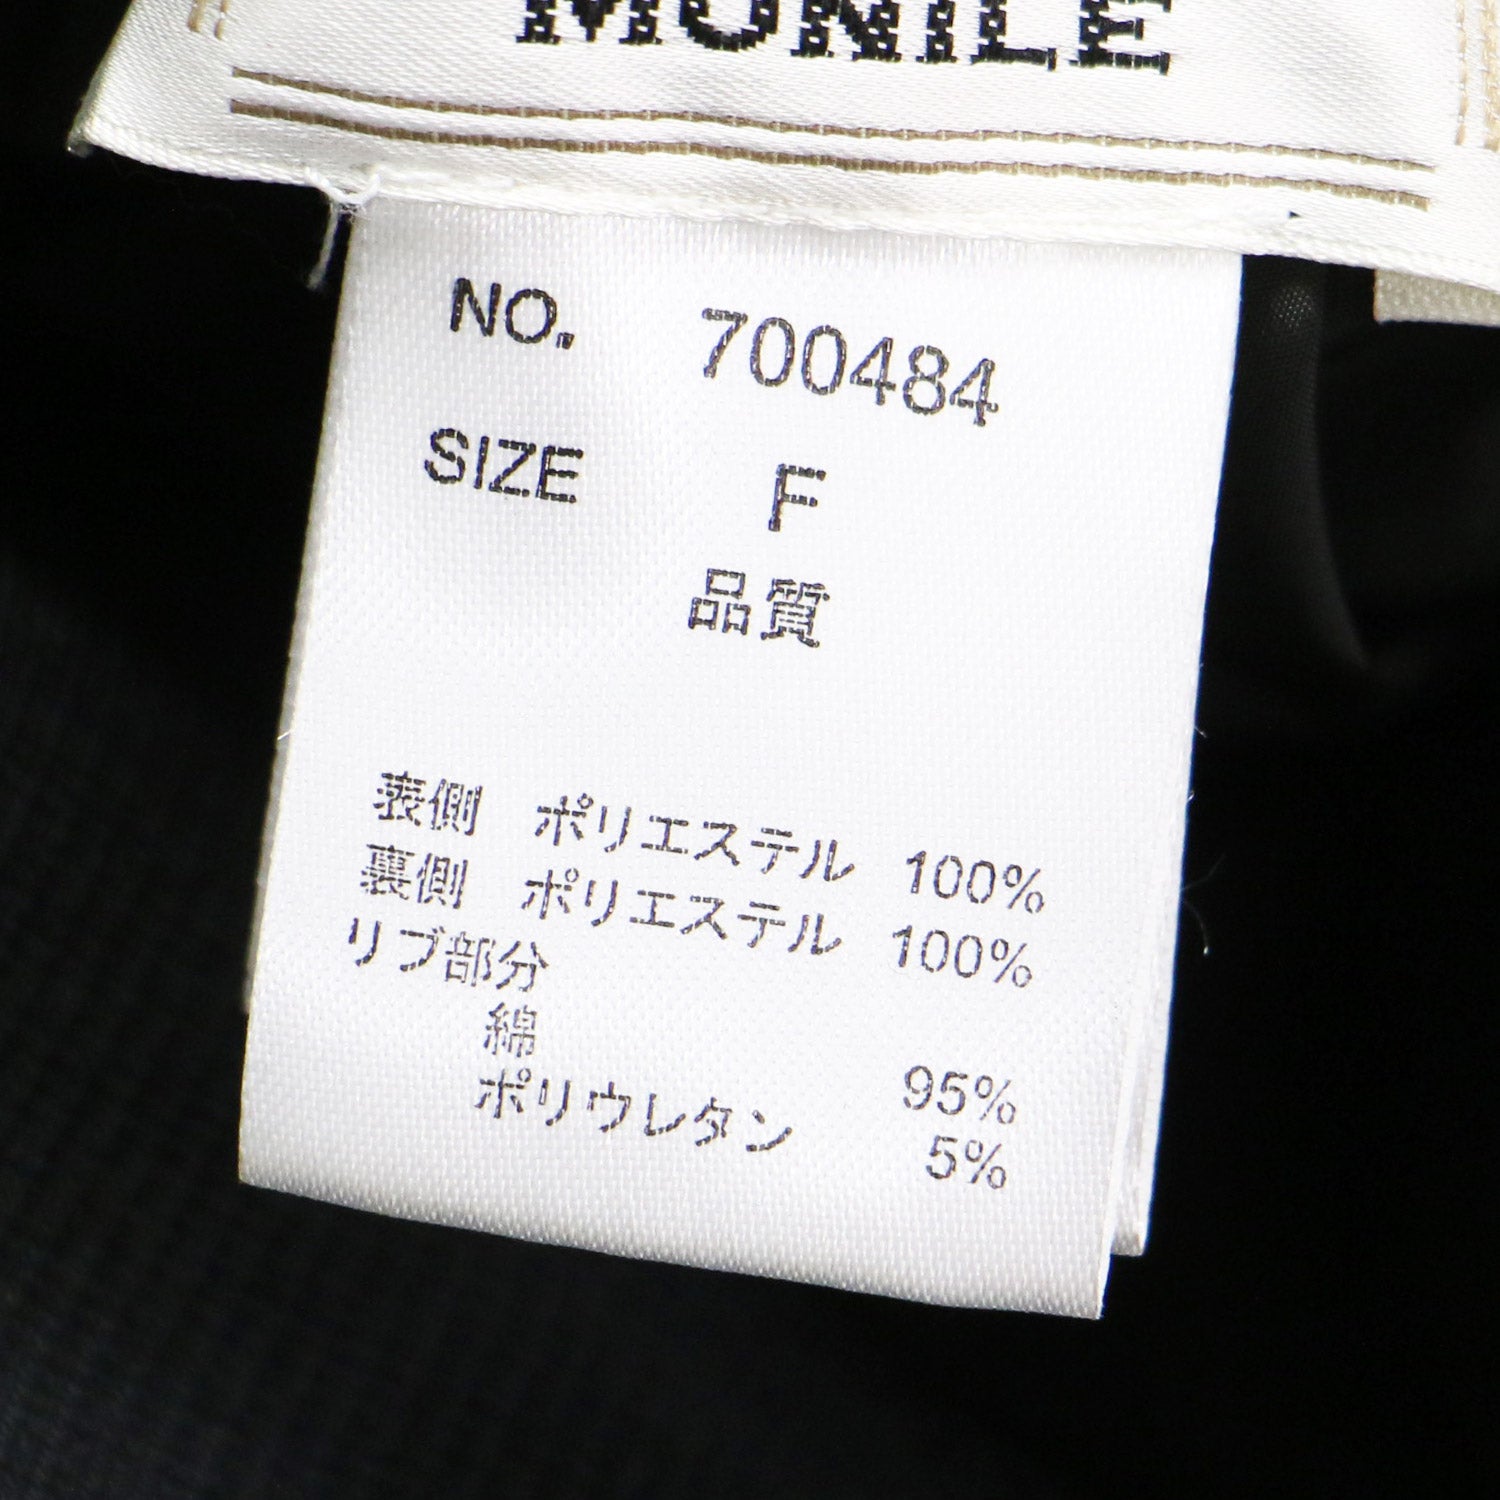 MONILE
NO. 700484
SIZE F
品質
表側 ポリエステル 100%
裏側 ポリエステル 100%
リブ部分
綿 95%
ポリウレタン 5%